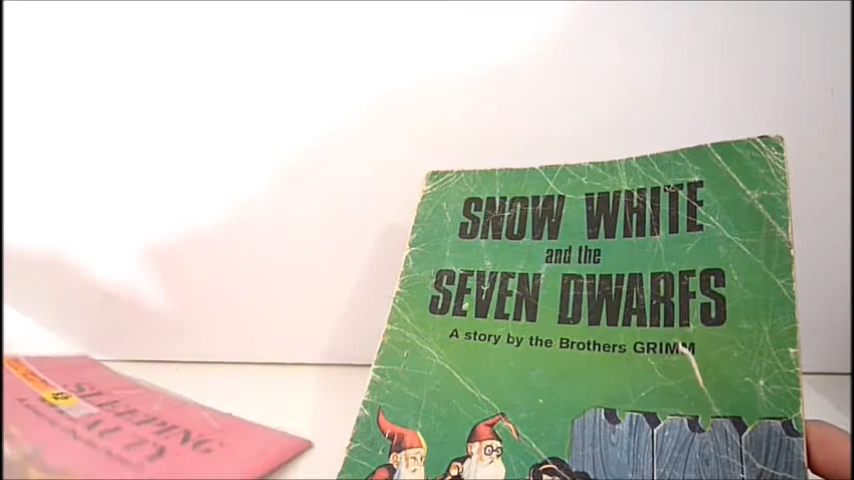 SNOW WHITE
and the
SEVEN DWARFS
A story by the Brothers GRIMM
SLEEPING